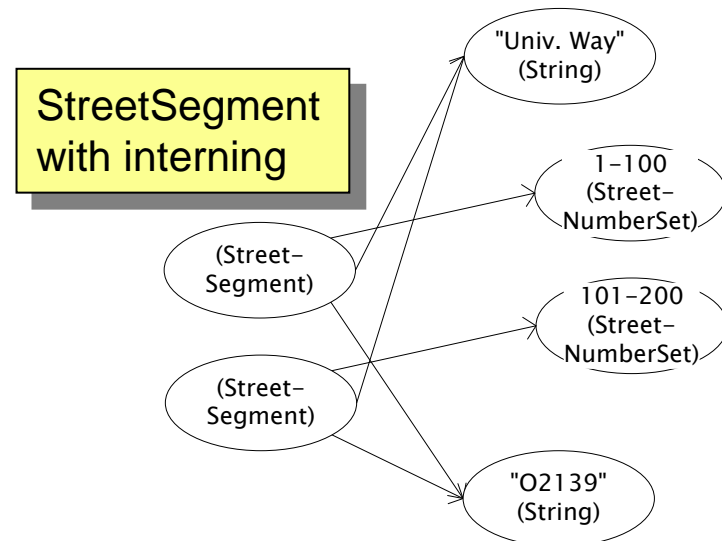 StreetSegment
with interning
"Univ. Way"
(String)
1-100
(Street-
NumberSet)
(Street-
Segment)
101-200
(Street-
NumberSet)
(Street-
Segment)
"O2139"
(String)